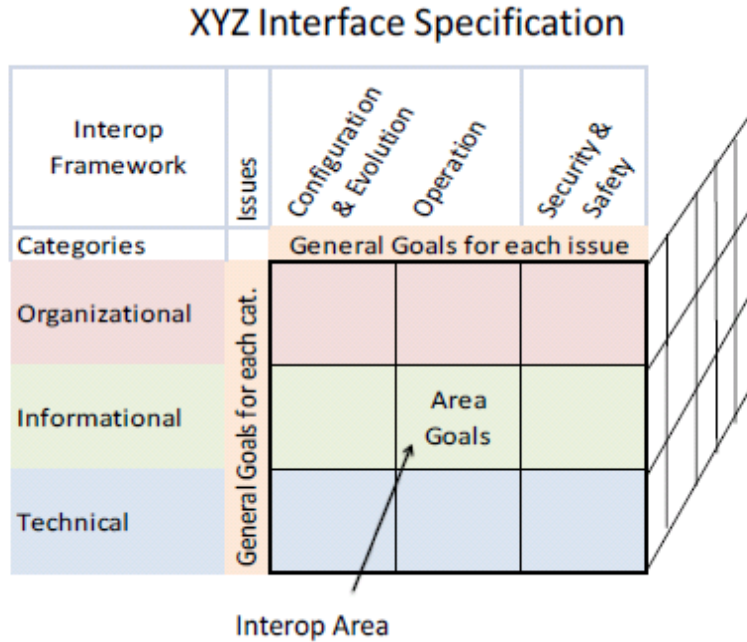 XYZ Interface Specification
Interop
Framework
Issues
Configuration
& Evolution
Operation
Security &
Safety
Categories
General Goals for each issue
General Goals for each cat.
Organizational
Informational
Area
Goals
Technical
Interop Area